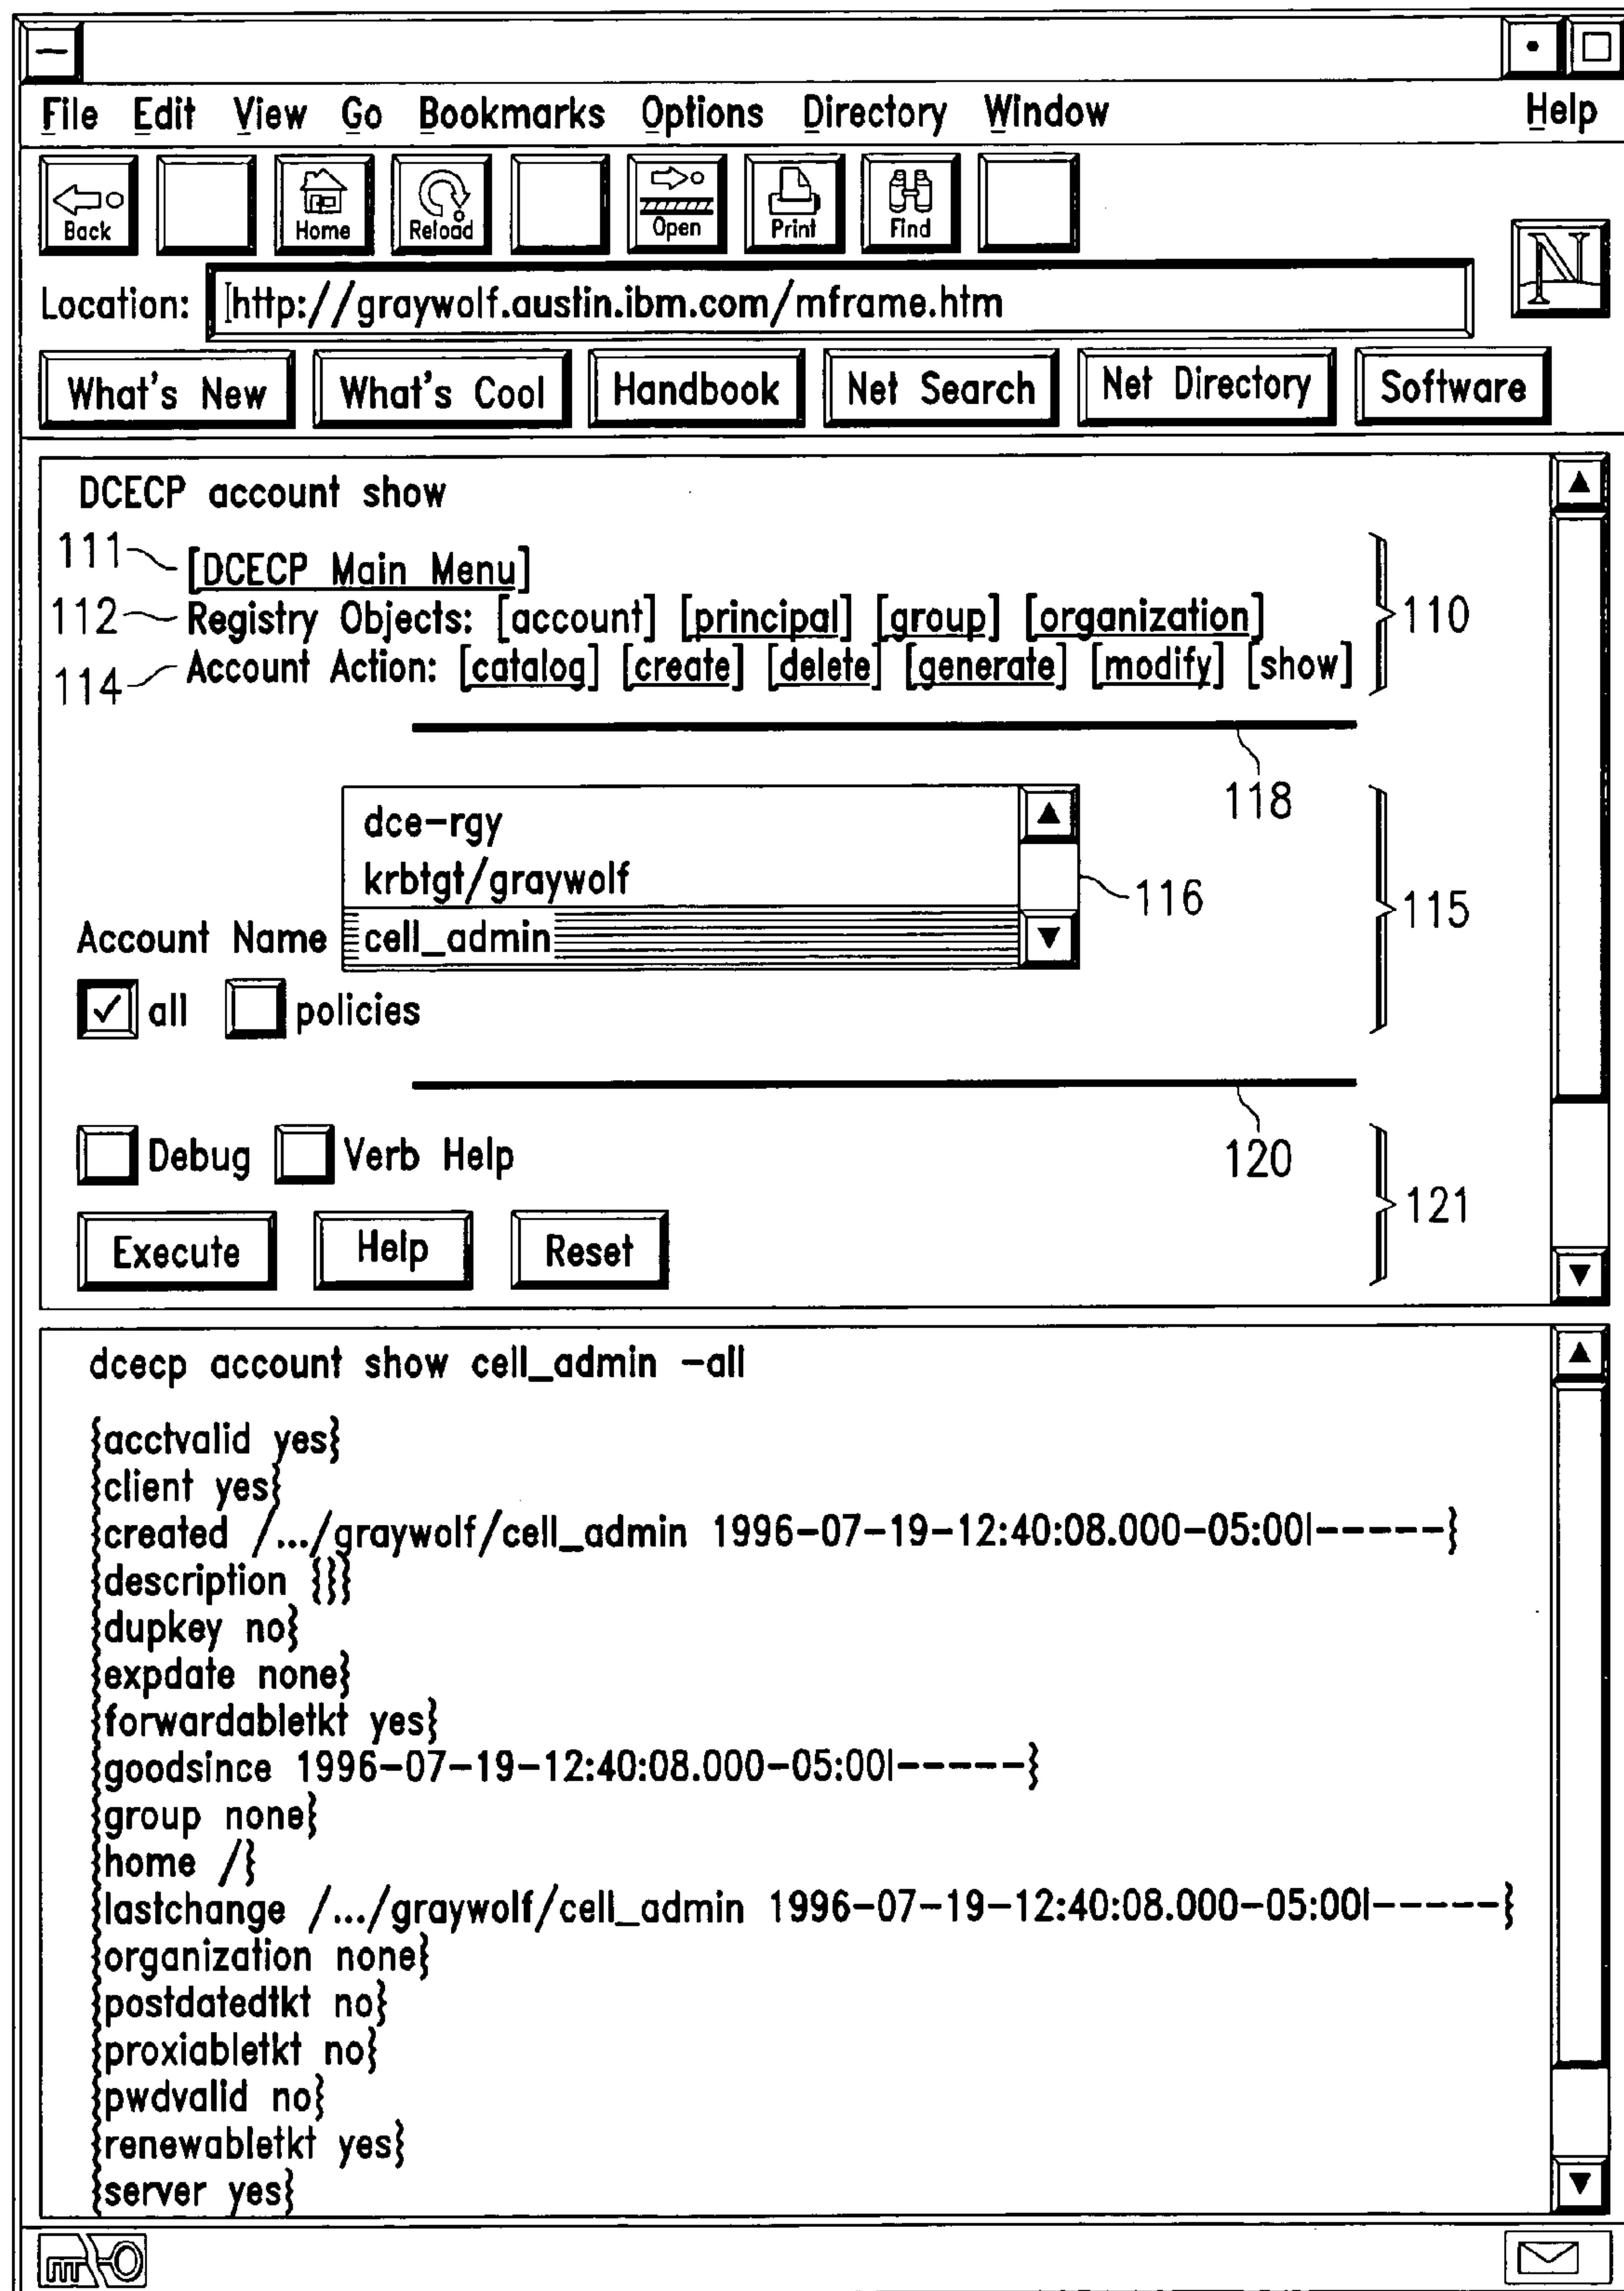 File Edit View Go Bookmarks Options Directory Window Help
Back Home Reload Open Print Find
N
Location: http://graywolf.austin.ibm.com/mframe.htm
What's New What's Cool Handbook Net Search Net Directory Software
DCECP account show
111 [DCECP Main Menu]
112 Registry Objects: [account] [principal] [group] [organization] 110
114 Account Action: [catalog] [create] [delete] [generate] [modify] [show]
118
dce-rgy
krbtgt/graywolf
116
115
Account Name cell_admin
all policies
120
Debug Verb Help
121
Execute Help Reset
dcecp account show cell_admin -all
{acctvalid yes}
{client yes}
{created /.../graywolf/cell_admin 1996-07-19-12:40:08.000-05:00I-----}
{description {}}
{dupkey no}
{expdate none}
{forwardabletkt yes}
{goodsince 1996-07-19-12:40:08.000-05:00I-----}
{group none}
{home /}
{lastchange /.../graywolf/cell_admin 1996-07-19-12:40:08.000-05:00I-----}
{organization none}
{postdatedtkt no}
{proxiabletkt no}
{pwdvalid no}
{renewabletkt yes}
{server yes}